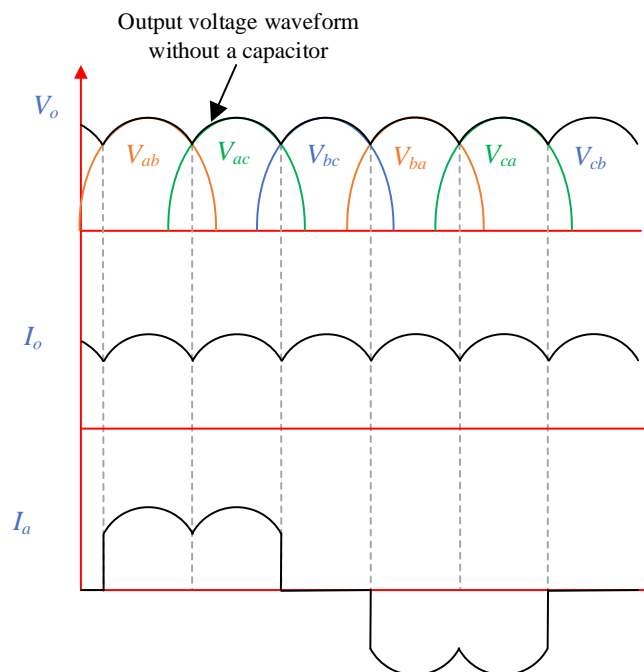 Output voltage waveform
without a capacitor
Vo
Vab
Vac
Vbc
Vba
Vca
Vcb
Io
Ia